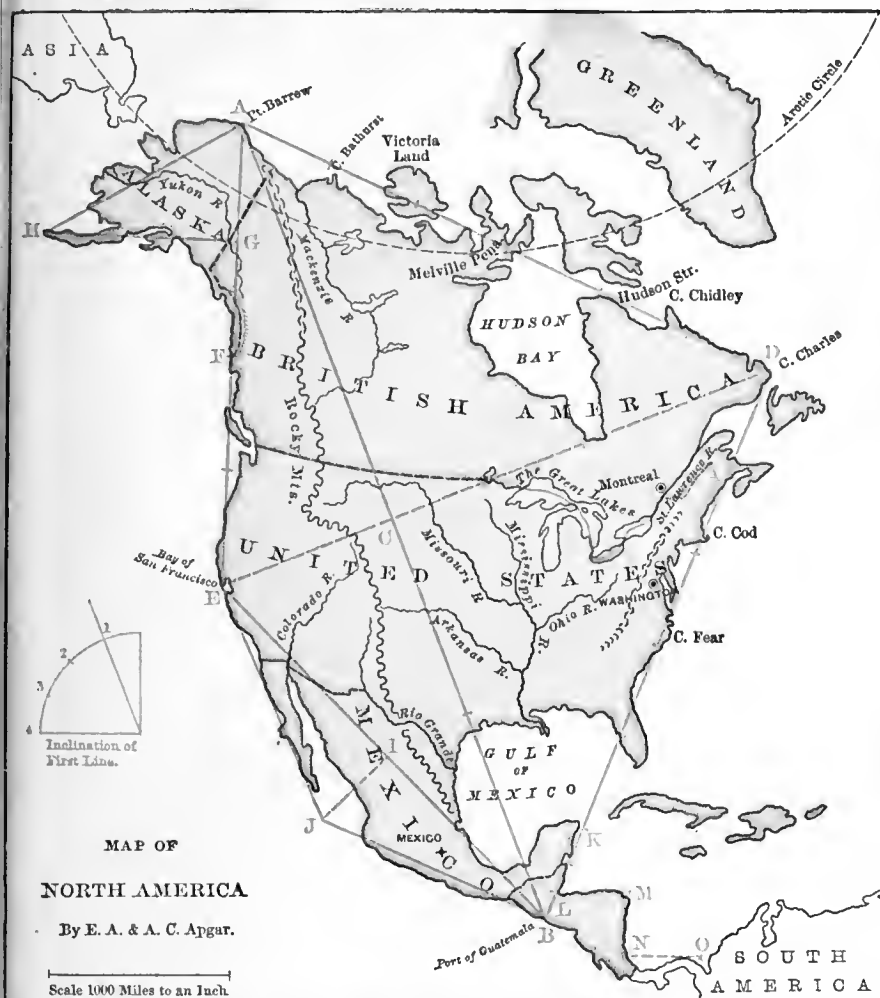 ASIA
GREENLAND
Arctic Circle
A
Pt. Barrow
C. Bathurst
Victoria
Land
ALASKA
Yukon R.
H
G
Mackenzie R.
Melville Pena.
Hudson Str.
C. Chidley
HUDSON
BAY
D
C. Charles
F
BRITISH AMERICA
Rocky Mts.
The Great Lakes
Montreal
St. Lawrence R.
C. Cod
C
UNITED STATES
Missouri R.
Mississippi R.
Bay of
San Francisco
E
Colorado R.
Ohio R.
WASHINGTON
Arkansas R.
C. Fear
1
2
3
4
Inclination of
First Line.
Rio Grande
I
GULF
OF
MEXICO
J
MEXICO
MEXICO
K
L
M
B
Port of Guatemala
N
O
SOUTH
AMERICA
MAP OF
NORTH AMERICA
By E. A. & A. C. Apgar.
Scale 1000 Miles to an Inch